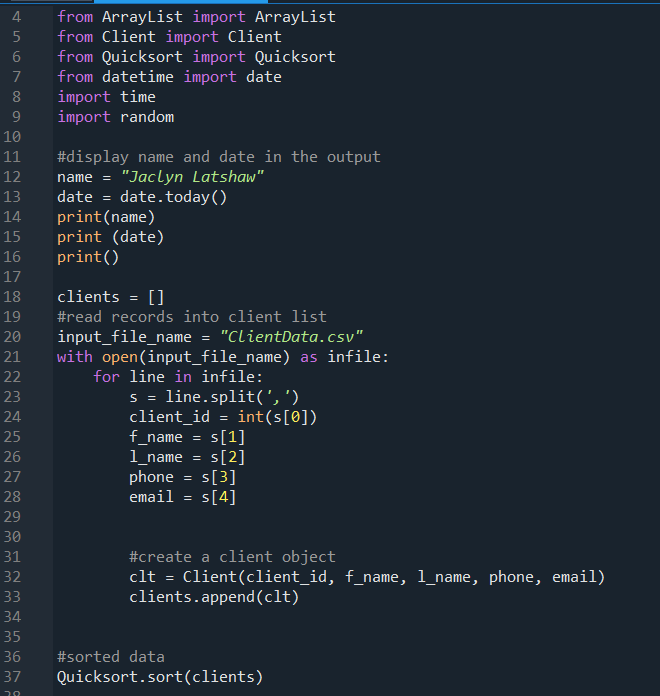 4 from ArrayList import ArrayList
5 from Client import Client
6 from Quicksort import Quicksort
7 from datetime import date
8 import time
9 import random
10
11 #display name and date in the output
12 name = "Jaclyn Latshaw"
13 date = date.today()
14 print(name)
15 print (date)
16 print()
17
18 clients = []
19 #read records into client list
20 input_file_name = "ClientData.csv"
21 with open(input_file_name) as infile:
22     for line in infile:
23         s = line.split(',')
24         client_id = int(s[0])
25         f_name = s[1]
26         l_name = s[2]
27         phone = s[3]
28         email = s[4]
29
30
31         #create a client object
32         clt = Client(client_id, f_name, l_name, phone, email)
33         clients.append(clt)
34
35
36 #sorted data
37 Quicksort.sort(clients)